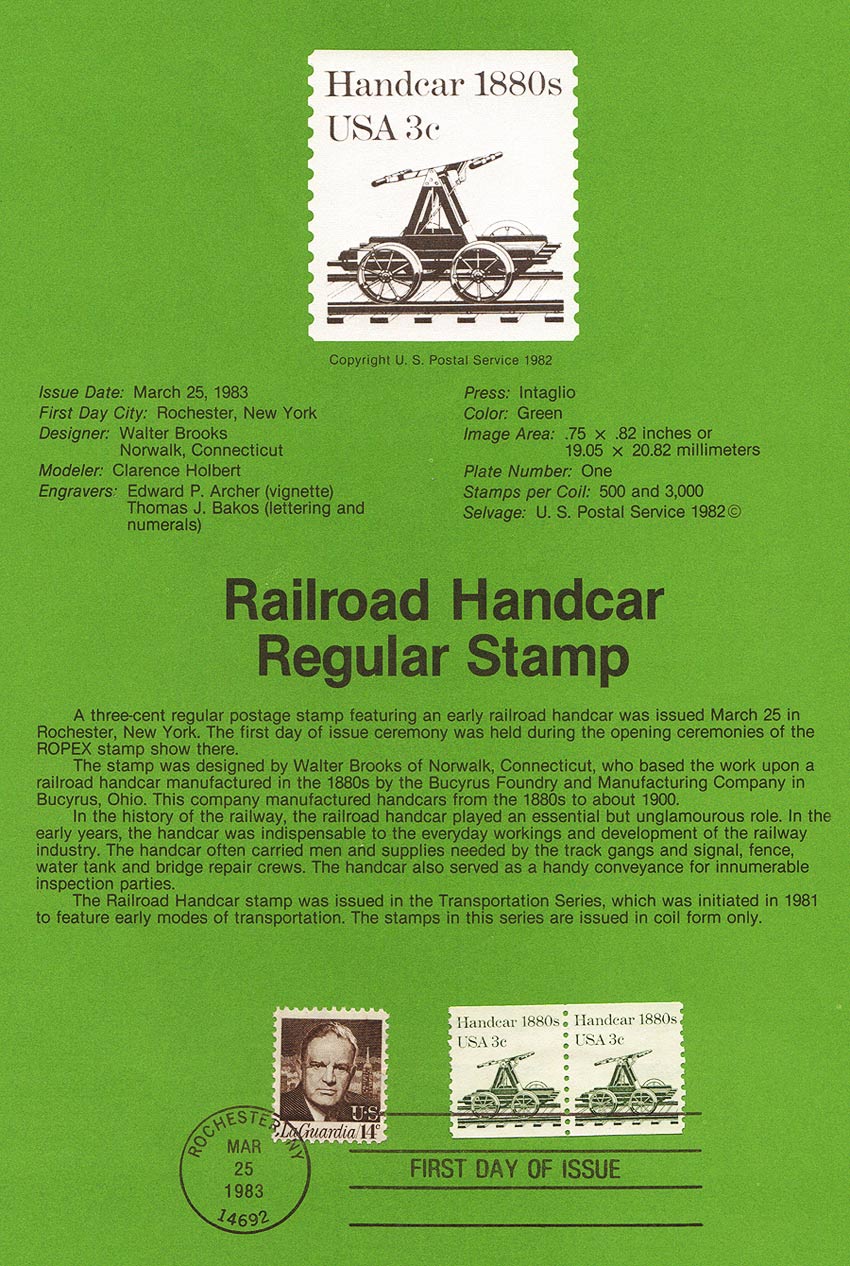 Handcar 1880s
USA 3c
Copyright U. S. Postal Service 1982
Issue Date: March 25, 1983
First Day City: Rochester, New York
Designer: Walter Brooks
Norwalk, Connecticut
Modeler: Clarence Holbert
Engravers: Edward P. Archer (vignette)
Thomas J. Bakos (lettering and
numerals)
Press: Intaglio
Color: Green
Image Area: .75 × .82 inches or
19.05 × 20.82 millimeters
Plate Number: One
Stamps per Coil: 500 and 3,000
Selvage: U. S. Postal Service 1982©
Railroad Handcar
Regular Stamp
A three-cent regular postage stamp featuring an early railroad handcar was issued March 25 in
Rochester, New York. The first day of issue ceremony was held during the opening ceremonies of the
ROPEX stamp show there.
The stamp was designed by Walter Brooks of Norwalk, Connecticut, who based the work upon a
railroad handcar manufactured in the 1880s by the Bucyrus Foundry and Manufacturing Company in
Bucyrus, Ohio. This company manufactured handcars from the 1880s to about 1900.
In the history of the railway, the railroad handcar played an essential but unglamourous role. In the
early years, the handcar was indispensable to the everyday workings and development of the railway
industry. The handcar often carried men and supplies needed by the track gangs and signal, fence,
water tank and bridge repair crews. The handcar also served as a handy conveyance for innumerable
inspection parties.
The Railroad Handcar stamp was issued in the Transportation Series, which was initiated in 1981
to feature early modes of transportation. The stamps in this series are issued in coil form only.
U·S
LaGuardia 14c
Handcar 1880s
USA 3c
Handcar 1880s
USA 3c
ROCHESTER, NY
MAR
25
1983
14692
FIRST DAY OF ISSUE